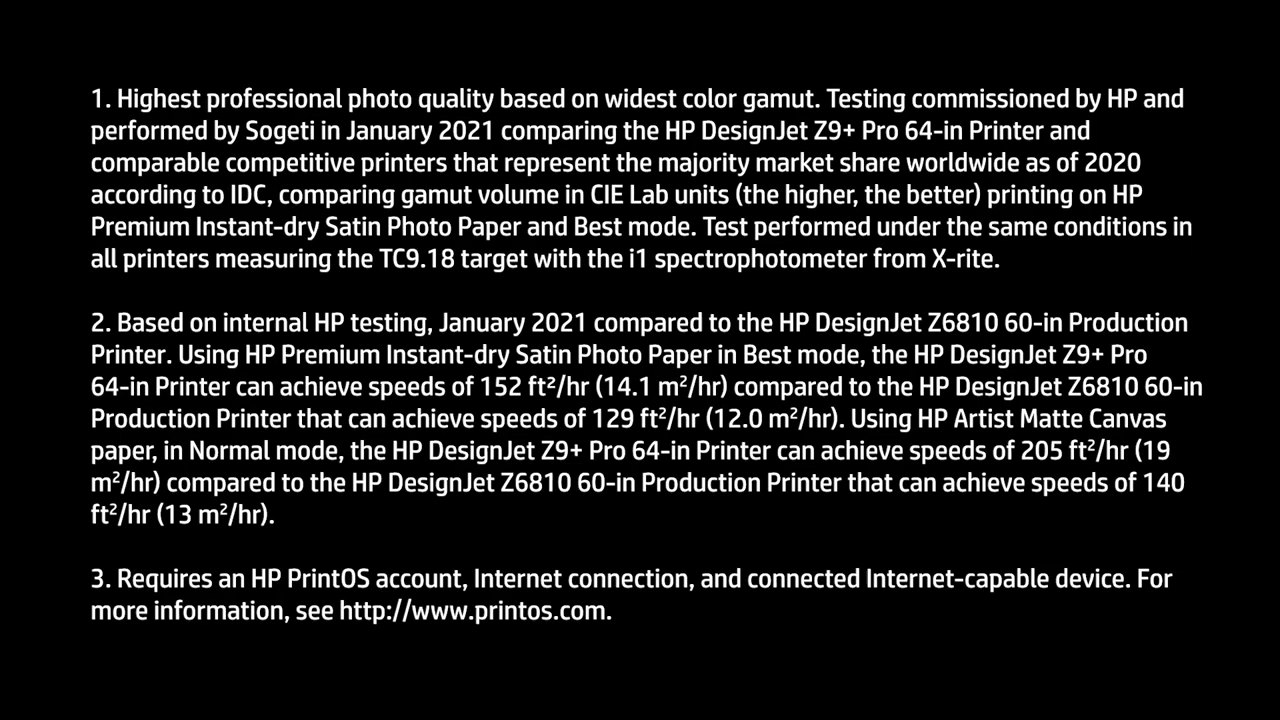 1. Highest professional photo quality based on widest color gamut. Testing commissioned by HP and
performed by Sogeti in January 2021 comparing the HP DesignJet Z9+ Pro 64-in Printer and
comparable competitive printers that represent the majority market share worldwide as of 2020
according to IDC, comparing gamut volume in CIE Lab units (the higher, the better) printing on HP
Premium Instant-dry Satin Photo Paper and Best mode. Test performed under the same conditions in
all printers measuring the TC9.18 target with the i1 spectrophotometer from X-rite.
2. Based on internal HP testing, January 2021 compared to the HP DesignJet Z6810 60-in Production
Printer. Using HP Premium Instant-dry Satin Photo Paper in Best mode, the HP DesignJet Z9+ Pro
64-in Printer can achieve speeds of 152 ft²/hr (14.1 m²/hr) compared to the HP DesignJet Z6810 60-in
Production Printer that can achieve speeds of 129 ft²/hr (12.0 m²/hr). Using HP Artist Matte Canvas
paper, in Normal mode, the HP DesignJet Z9+ Pro 64-in Printer can achieve speeds of 205 ft²/hr (19
m²/hr) compared to the HP DesignJet Z6810 60-in Production Printer that can achieve speeds of 140
ft²/hr (13 m²/hr).
3. Requires an HP PrintOS account, Internet connection, and connected Internet-capable device. For
more information, see http://www.printos.com.